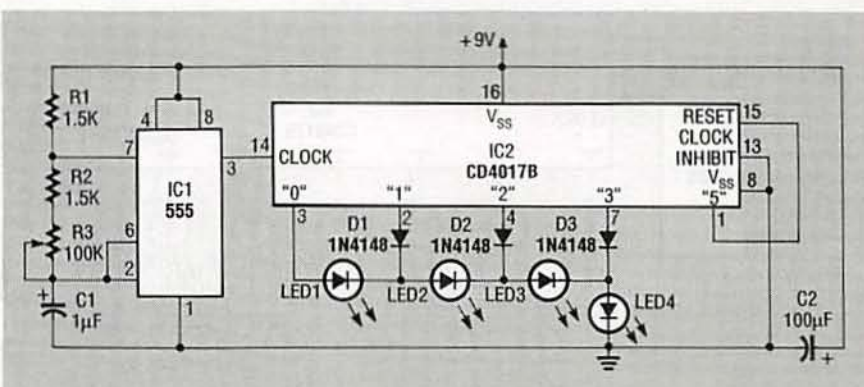 +9V
R1
1.5K
R2
1.5K
R3
100K
C1
1µF
+
4
8
7
6
2
3
1
IC1
555
14
16
V_SS
CLOCK
IC2
CD4017B
RESET
CLOCK
INHIBIT
V_SS
15
13
8
"0"
"1"
"2"
"3"
"5"
3
2
4
7
1
D1
1N4148
D2
1N4148
D3
1N4148
LED1
LED2
LED3
LED4
C2
100µF
+